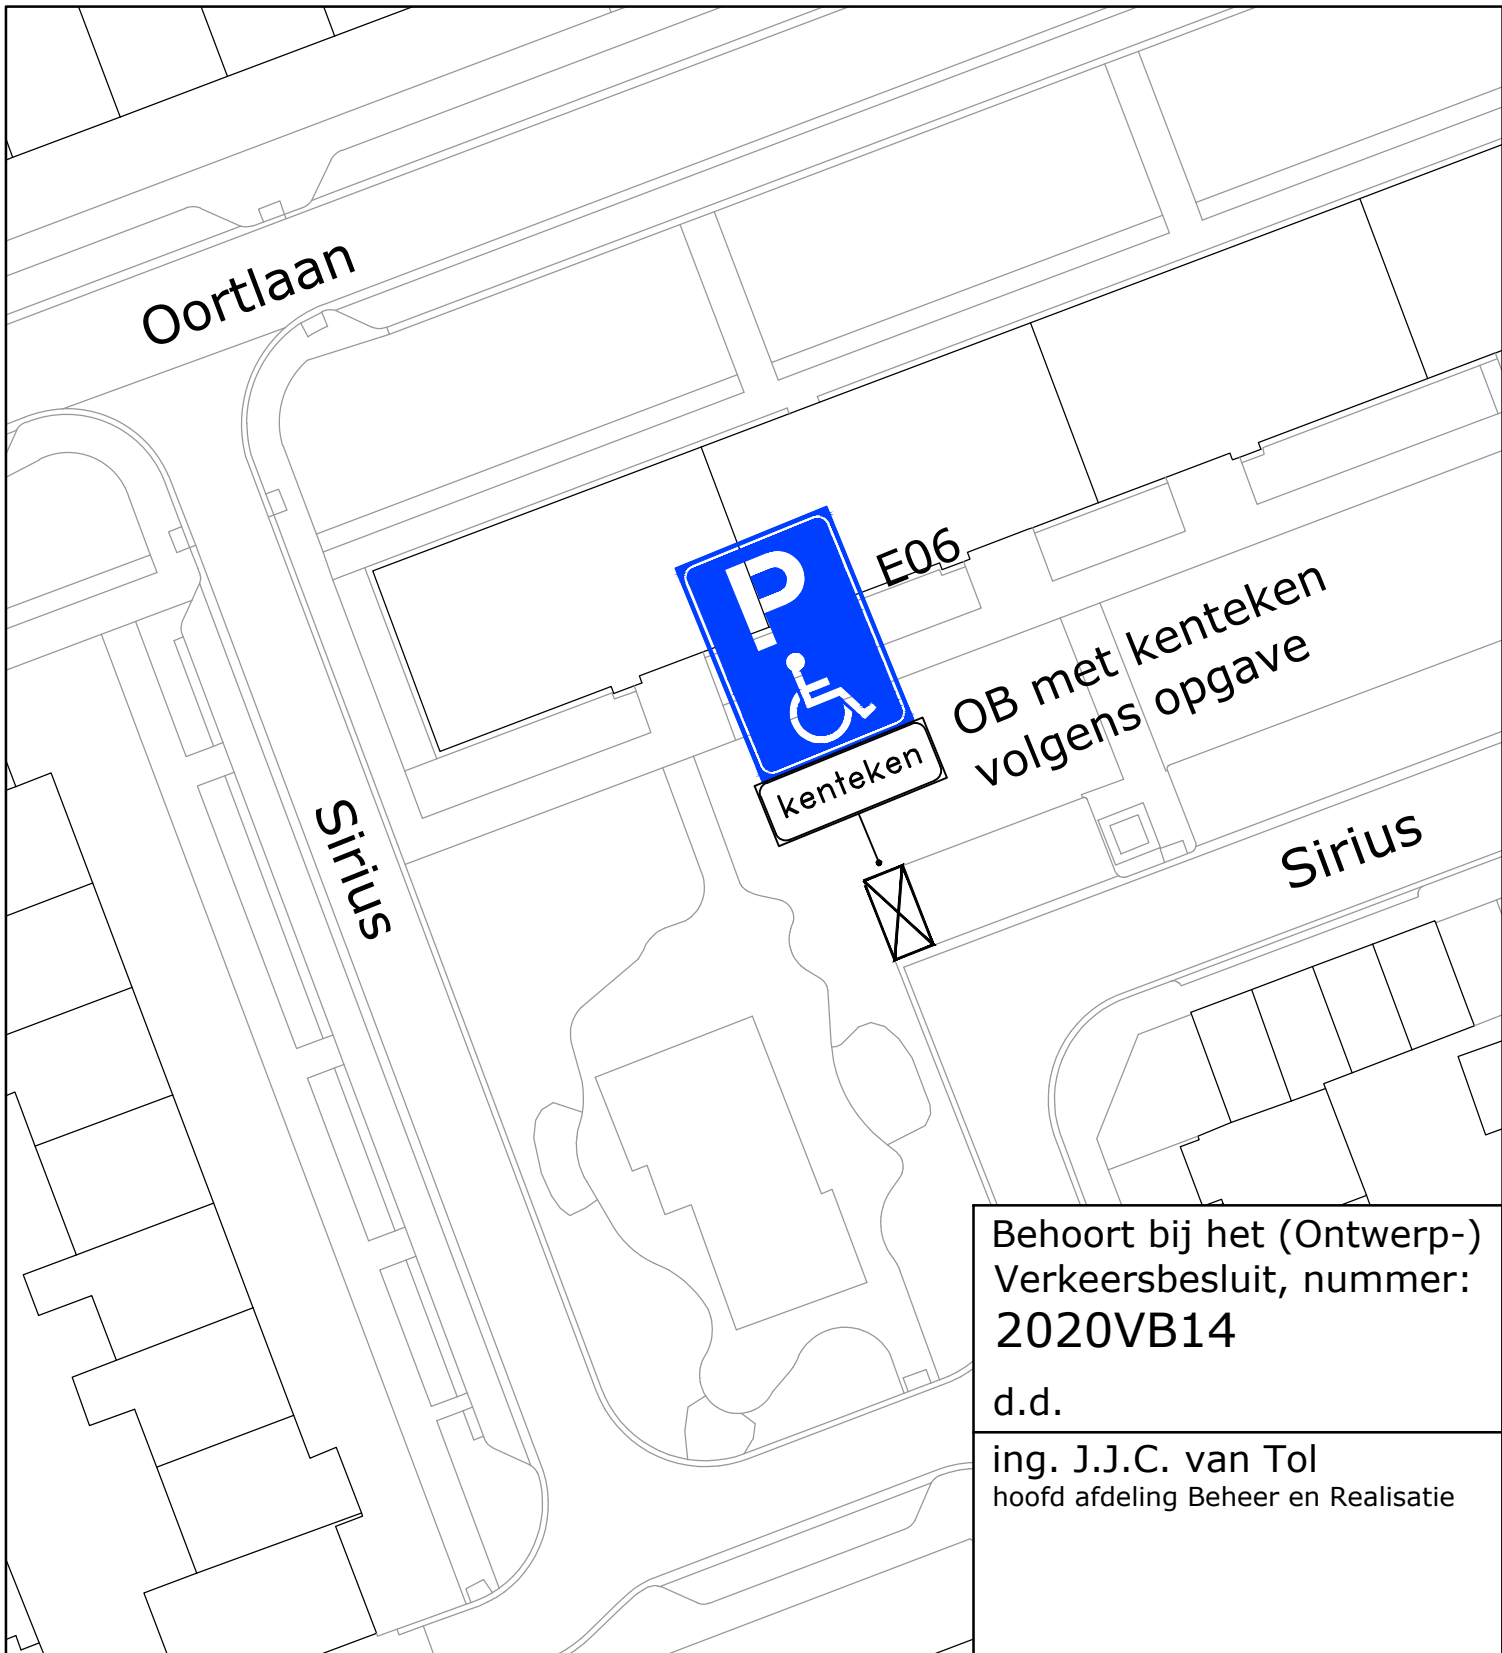 Oortlaan
E06
P
OB met kenteken
volgens opgave
kenteken
Sirius
Sirius
Behoort bij het (Ontwerp-)
Verkeersbesluit, nummer:
2020VB14
d.d.
ing. J.J.C. van Tol
hoofd afdeling Beheer en Realisatie